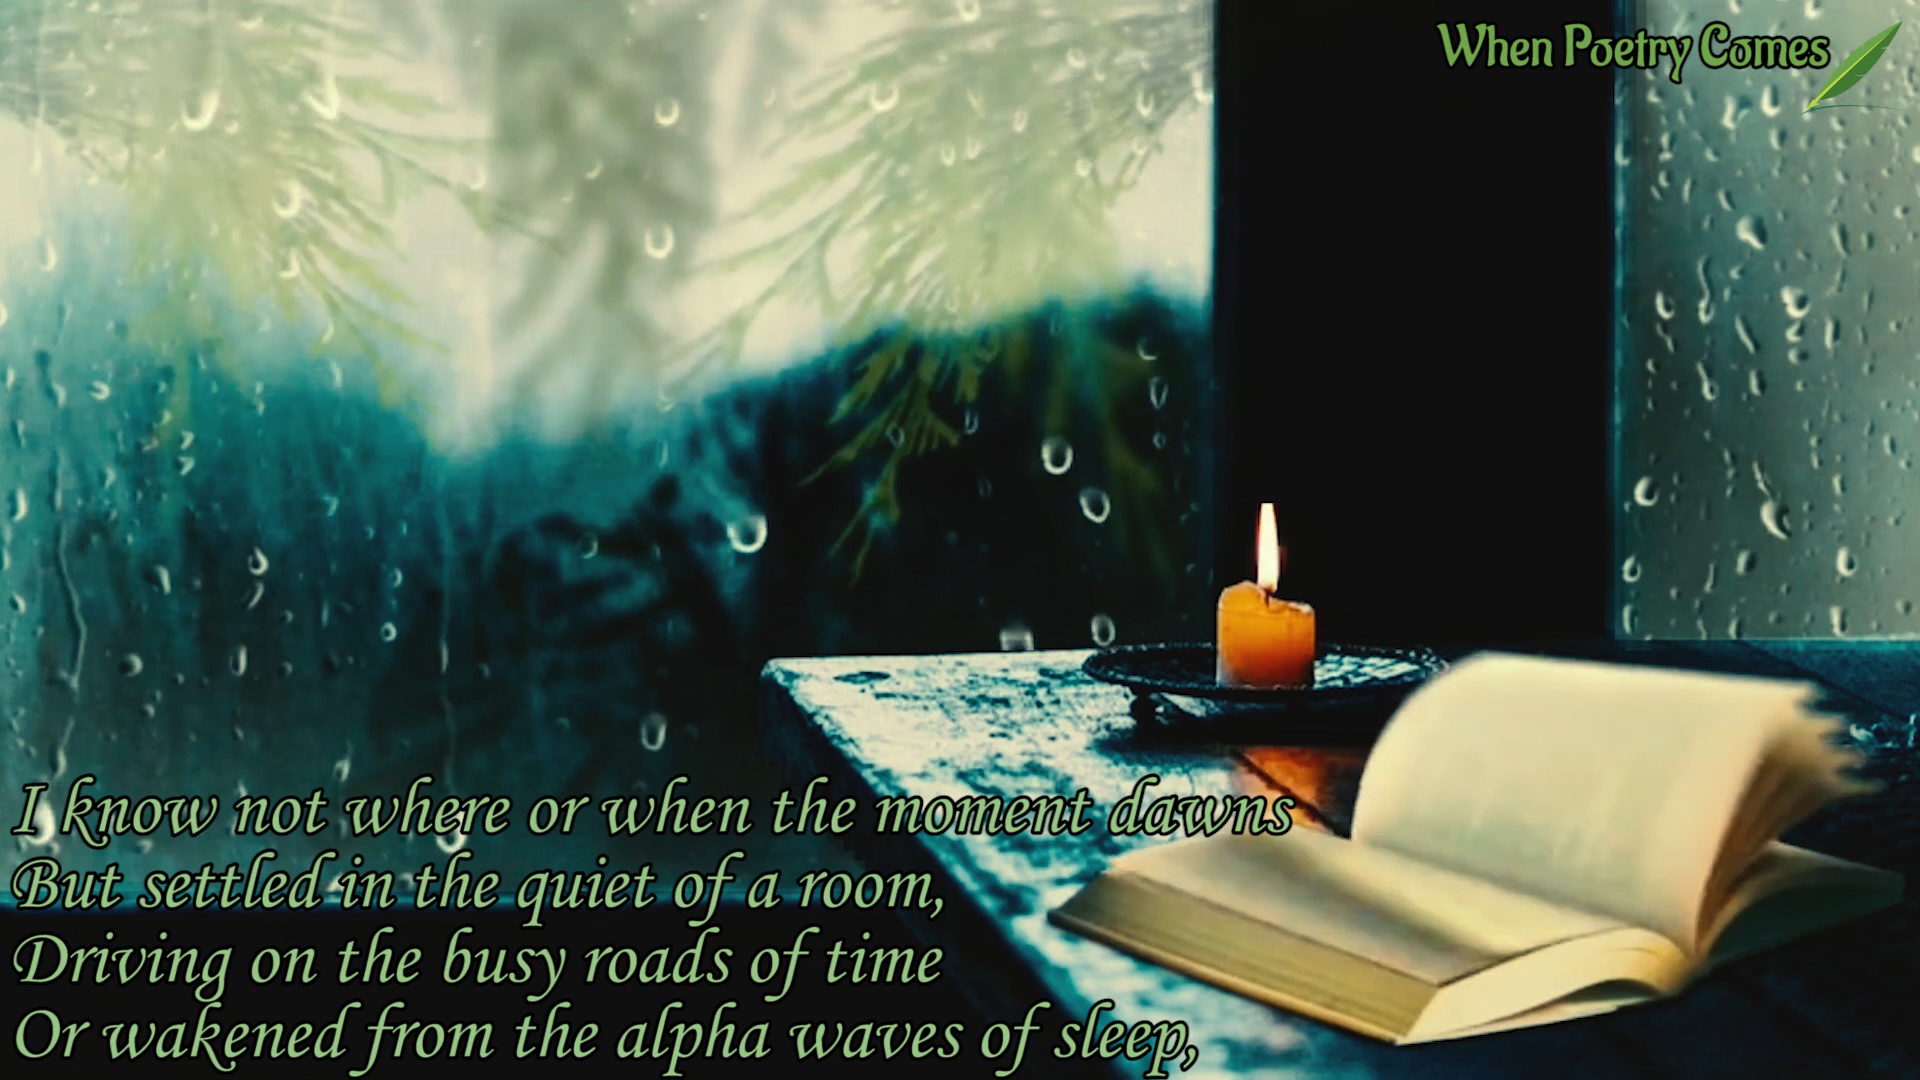 When Poetry Comes
I know not where or when the moment dawns
But settled in the quiet of a room,
Driving on the busy roads of time
Or wakened from the alpha waves of sleep,